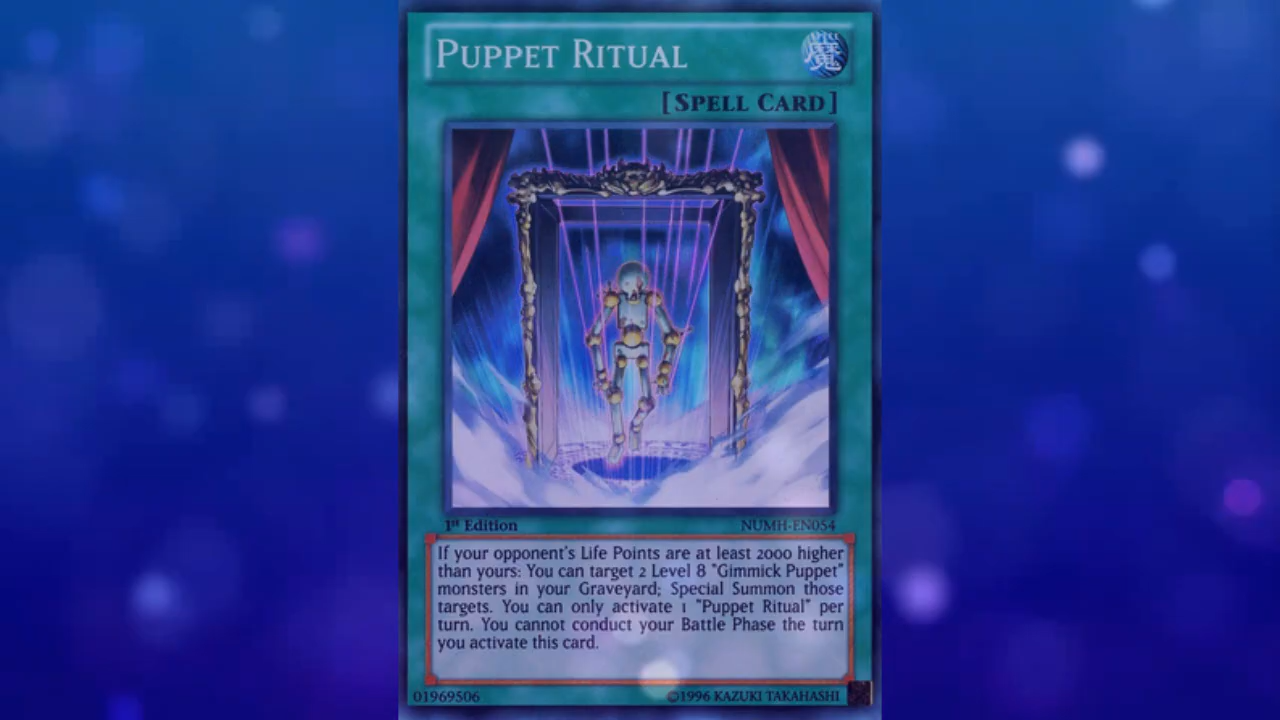 PUPPET RITUAL 魔
[SPELL CARD]
1st Edition NUMH-EN054
If your opponent's Life Points are at least 2000 higher
than yours: You can target 2 Level 8 "Gimmick Puppet"
monsters in your Graveyard; Special Summon those
targets. You can only activate 1 "Puppet Ritual" per
turn. You cannot conduct your Battle Phase the turn
you activate this card.
01969506 ©1996 KAZUKI TAKAHASHI